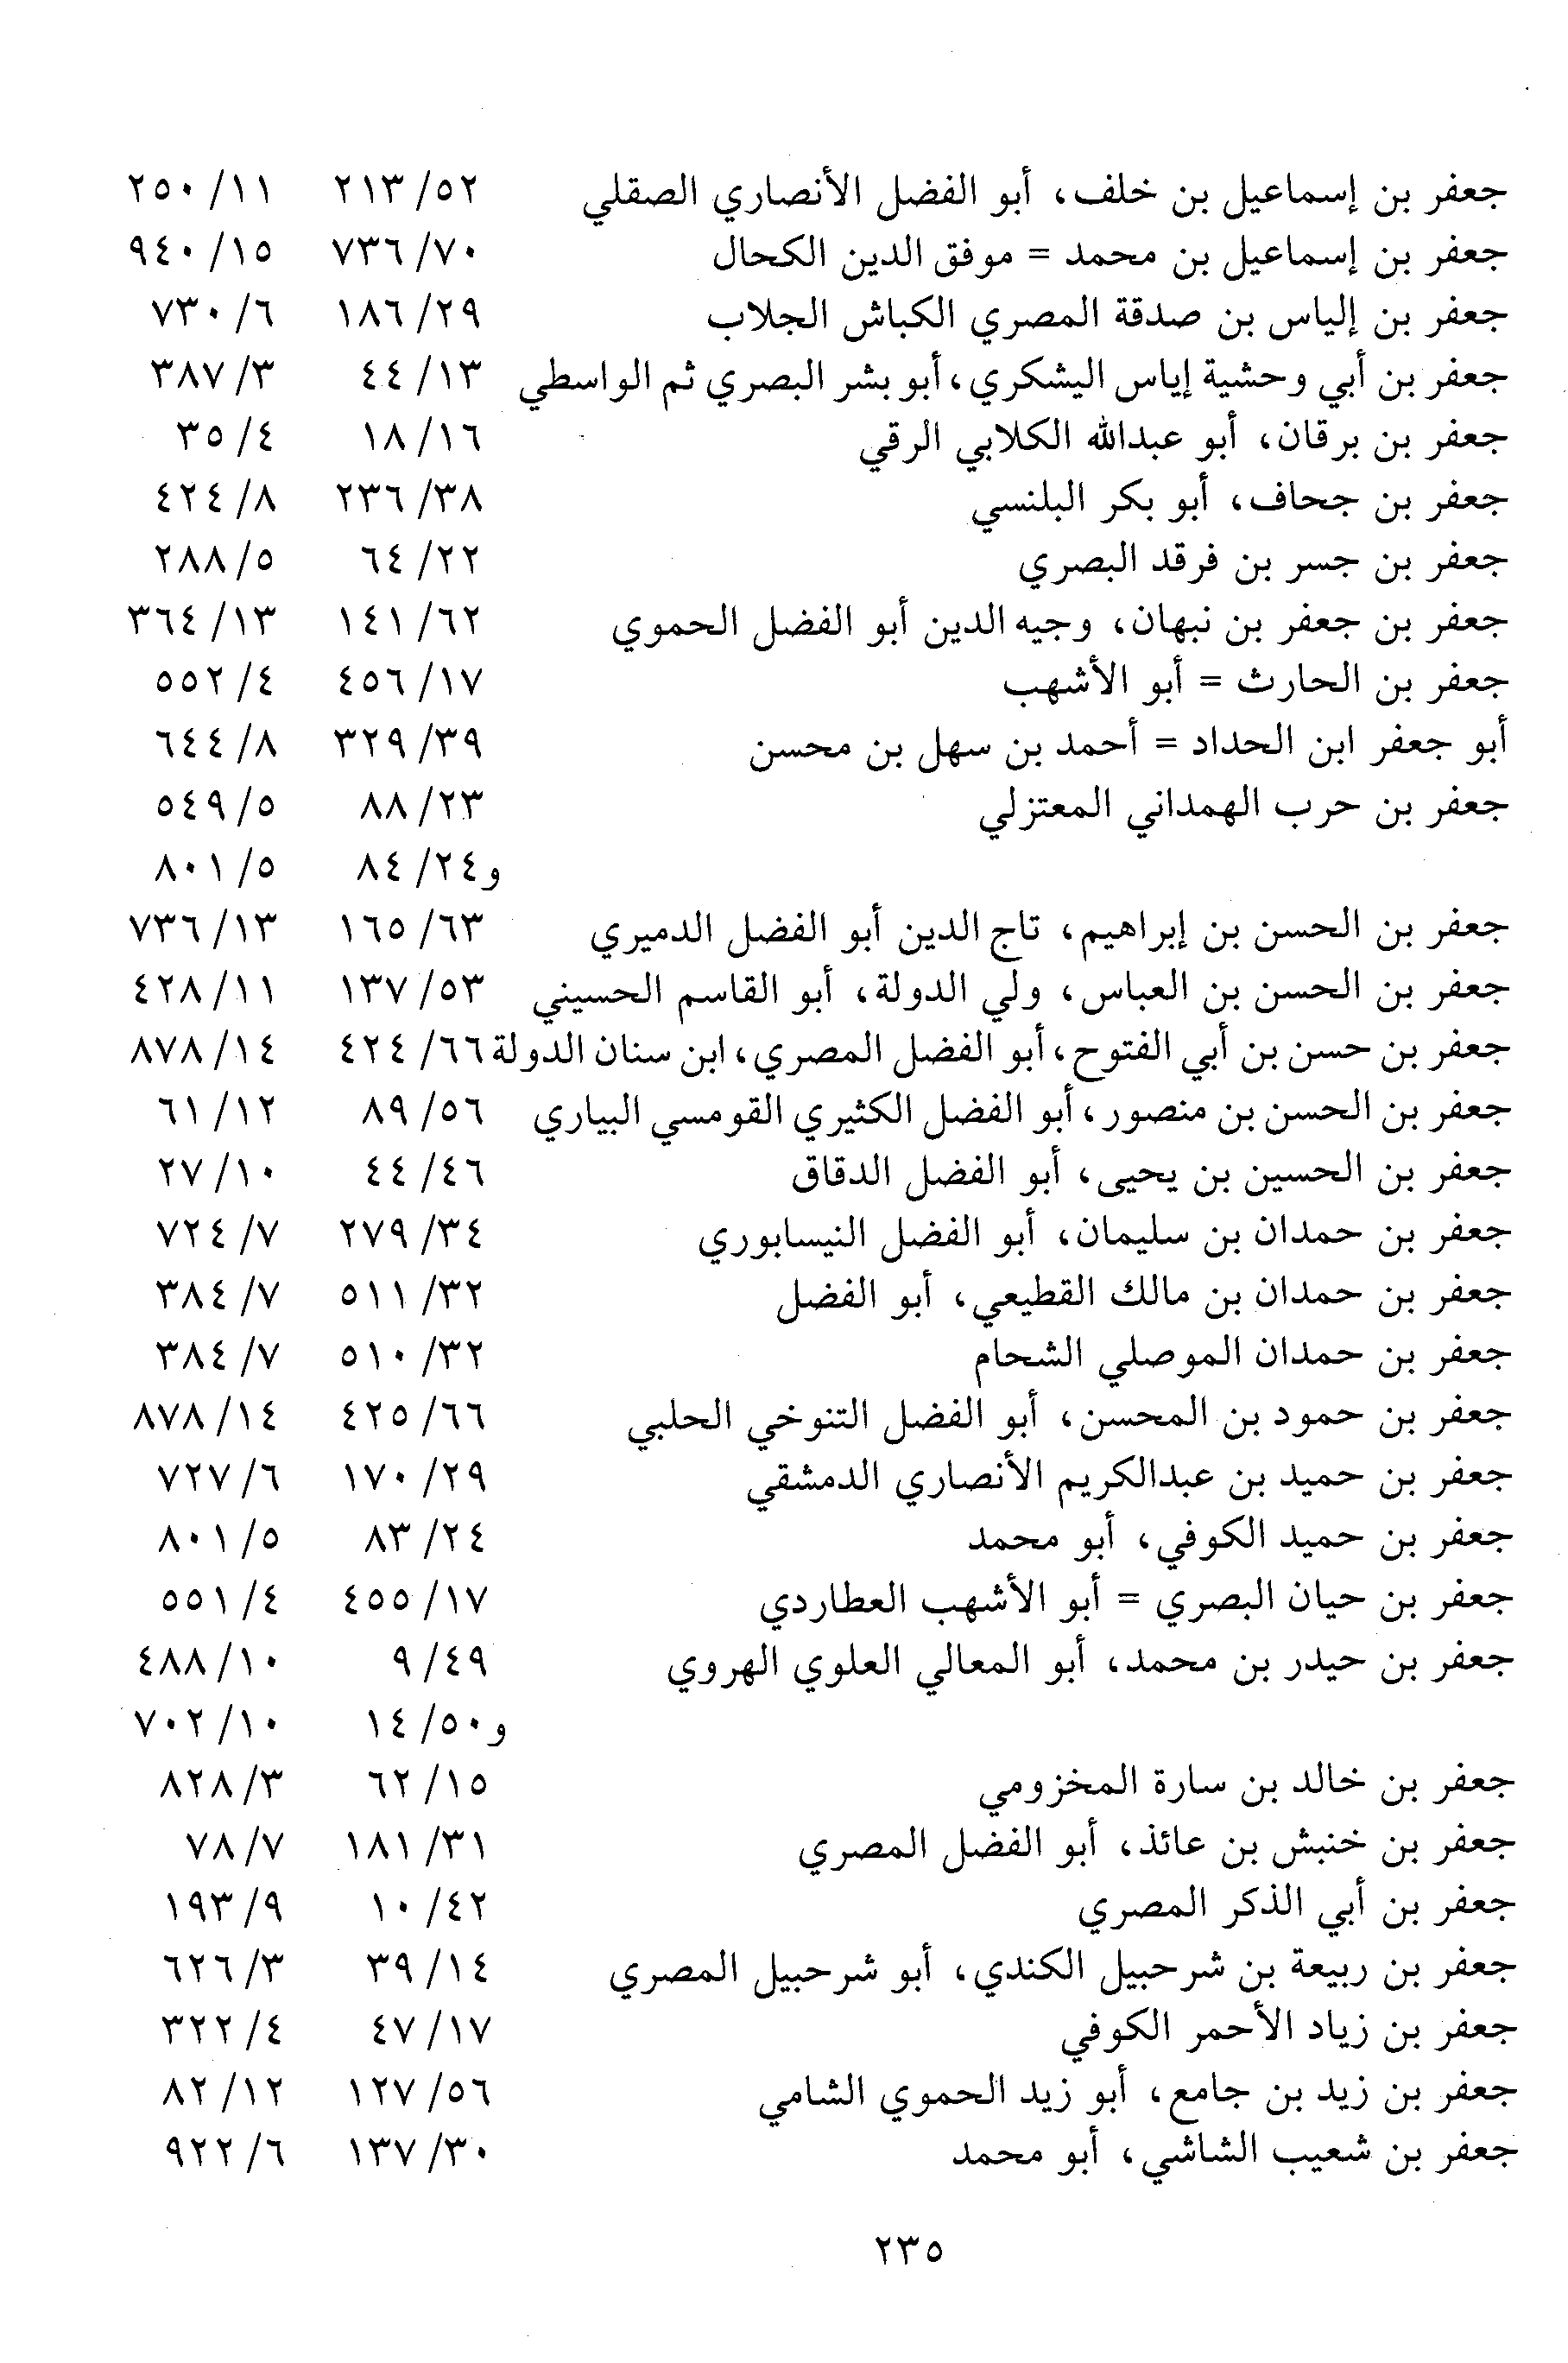 جعفر بن إسماعيل بن خلف، أبو الفضل الأنصاري الصقلي ٥٢/ ٢١٣ ١١/ ٢٥٠
جعفر بن إسماعيل بن محمد = موفق الدين الكحال ٧٠/ ٧٣٦ ١٥/ ٩٤٠
جعفر بن إلياس بن صدقة المصري الكباش الجلاب ٢٩/ ١٨٦ ٦/ ٧٣٠
جعفر بن أبي وحشية إياس اليشكري، أبو بشر البصري ثم الواسطي ١٣/ ٤٤ ٣/ ٣٨٧
جعفر بن برقان، أبو عبدالله الكلابي الرقي ١٦/ ١٨ ٤/ ٣٥
جعفر بن جحاف، أبو بكر البلنسي ٣٨/ ٢٣٦ ٨/ ٤٢٤
جعفر بن جسر بن فرقد البصري ٢٢/ ٦٤ ٥/ ٢٨٨
جعفر بن جعفر بن نبهان، وجيه الدين أبو الفضل الحموي ٦٢/ ١٤١ ١٣/ ٣٦٤
جعفر بن الحارث = أبو الأشهب ١٧/ ٤٥٦ ٤/ ٥٥٢
أبو جعفر ابن الحداد = أحمد بن سهل بن محسن ٣٩/ ٣٢٩ ٨/ ٦٤٤
جعفر بن حرب الهمداني المعتزلي ٢٣/ ٨٨ ٥/ ٥٤٩
و٢٤/ ٨٤ ٥/ ٨٠١
جعفر بن الحسن بن إبراهيم، تاج الدين أبو الفضل الدميري ٦٣/ ١٦٥ ١٣/ ٧٣٦
جعفر بن الحسن بن العباس، ولي الدولة، أبو القاسم الحسيني ٥٣/ ١٣٧ ١١/ ٤٢٨
جعفر بن حسن بن أبي الفتوح، أبو الفضل المصري، ابن سنان الدولة ٦٦/ ٤٢٤ ١٤/ ٨٧٨
جعفر بن الحسن بن منصور، أبو الفضل الكثيري القومسي البياري ٥٦/ ٨٩ ١٢/ ٦١
جعفر بن الحسين بن يحيى، أبو الفضل الدقاق ٤٦/ ٤٤ ١٠/ ٢٧
جعفر بن حمدان بن سليمان، أبو الفضل النيسابوري ٣٤/ ٢٧٩ ٧/ ٧٢٤
جعفر بن حمدان بن مالك القطيعي، أبو الفضل ٣٢/ ٥١١ ٧/ ٣٨٤
جعفر بن حمدان الموصلي الشحام ٣٢/ ٥١٠ ٧/ ٣٨٤
جعفر بن حمود بن المحسن، أبو الفضل التنوخي الحلبي ٦٦/ ٤٢٥ ١٤/ ٨٧٨
جعفر بن حميد بن عبدالكريم الأنصاري الدمشقي ٢٩/ ١٧٠ ٦/ ٧٢٧
جعفر بن حميد الكوفي، أبو محمد ٢٤/ ٨٣ ٥/ ٨٠١
جعفر بن حيان البصري = أبو الأشهب العطاردي ١٧/ ٤٥٥ ٤/ ٥٥١
جعفر بن حيدر بن محمد، أبو المعالي العلوي الهروي ٤٩/ ٩ ١٠/ ٤٨٨
و٥٠/ ١٤ ١٠/ ٧٠٢
جعفر بن خالد بن سارة المخزومي ١٥/ ٦٢ ٣/ ٨٢٨
جعفر بن خنبش بن عائذ، أبو الفضل المصري ٣١/ ١٨١ ٧/ ٧٨
جعفر بن أبي الذكر المصري ٤٢/ ١٠ ٩/ ١٩٣
جعفر بن ربيعة بن شرحبيل الكندي، أبو شرحبيل المصري ١٤/ ٣٩ ٣/ ٦٢٦
جعفر بن زياد الأحمر الكوفي ١٧/ ٤٧ ٤/ ٣٢٢
جعفر بن زيد بن جامع، أبو زيد الحموي الشامي ٥٦/ ١٢٧ ١٢/ ٨٢
جعفر بن شعيب الشاشي، أبو محمد ٣٠/ ١٣٧ ٦/ ٩٢٢
٢٣٥